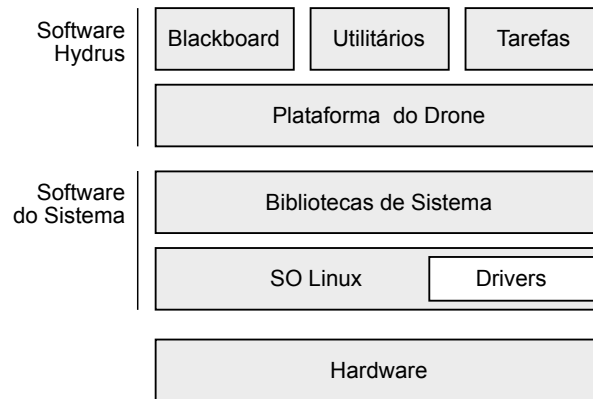 Software
Hydrus
Blackboard
Utilitários
Tarefas
Plataforma do Drone
Software
do Sistema
Bibliotecas de Sistema
SO Linux
Drivers
Hardware